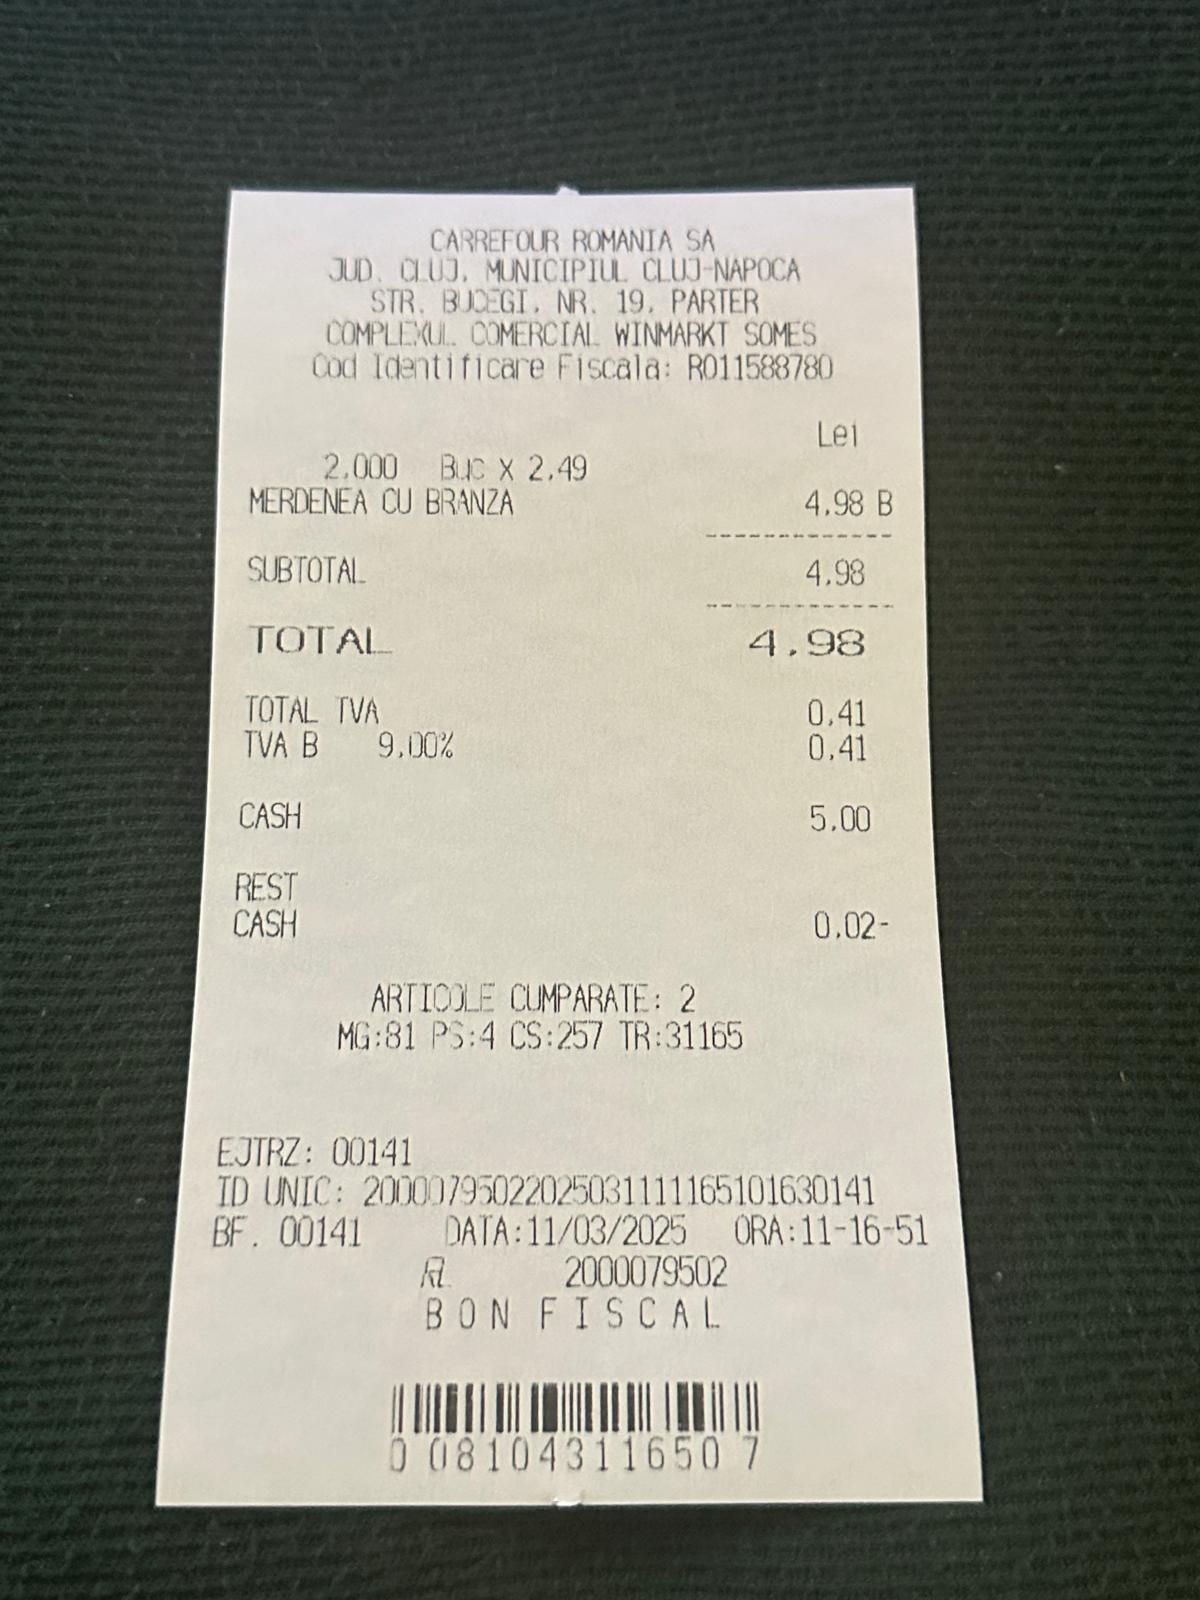 CARREFOUR ROMANIA SA
JUD. CLUJ, MUNICIPIUL CLUJ-NAPOCA
STR. BUCEGI, NR. 19, PARTER
COMPLEXUL COMERCIAL WINMARKT SOMES
Cod Identificare Fiscala: RO11588780
Lei
2.000 Buc X 2.49
MERDENEA CU BRANZA 4.98 B
-------------
SUBTOTAL 4.98
-------------
TOTAL 4.98
TOTAL TVA 0.41
TVA B 9.00% 0.41
CASH 5.00
REST
CASH 0.02-
ARTICOLE CUMPARATE: 2
MG:81 PS:4 CS:257 TR:31165
EJTRZ: 00141
ID UNIC: 200007950220250311111165101630141
BF. 00141 DATA:11/03/2025 ORA:11-16-51
2000079502
BON FISCAL
0 08104311650 7